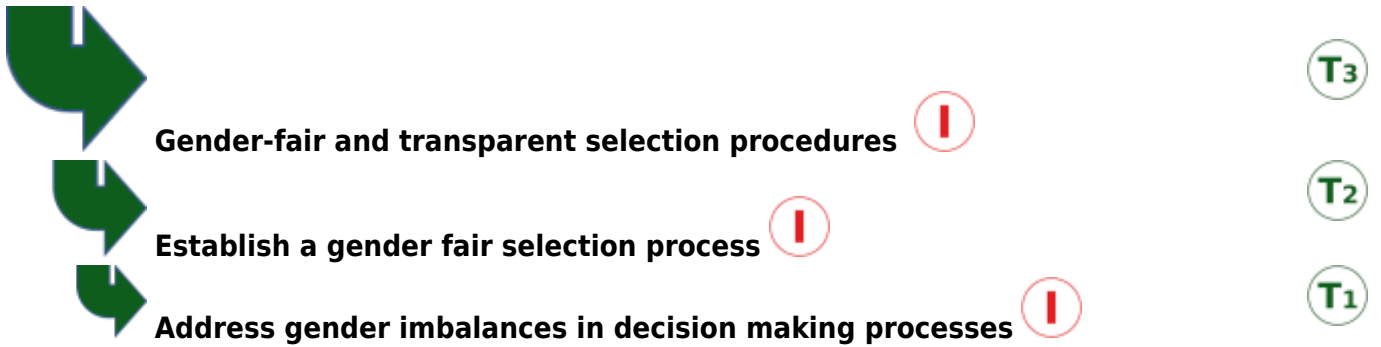 T3
Gender-fair and transparent selection procedures I
T2
Establish a gender fair selection process I
T1
Address gender imbalances in decision making processes I